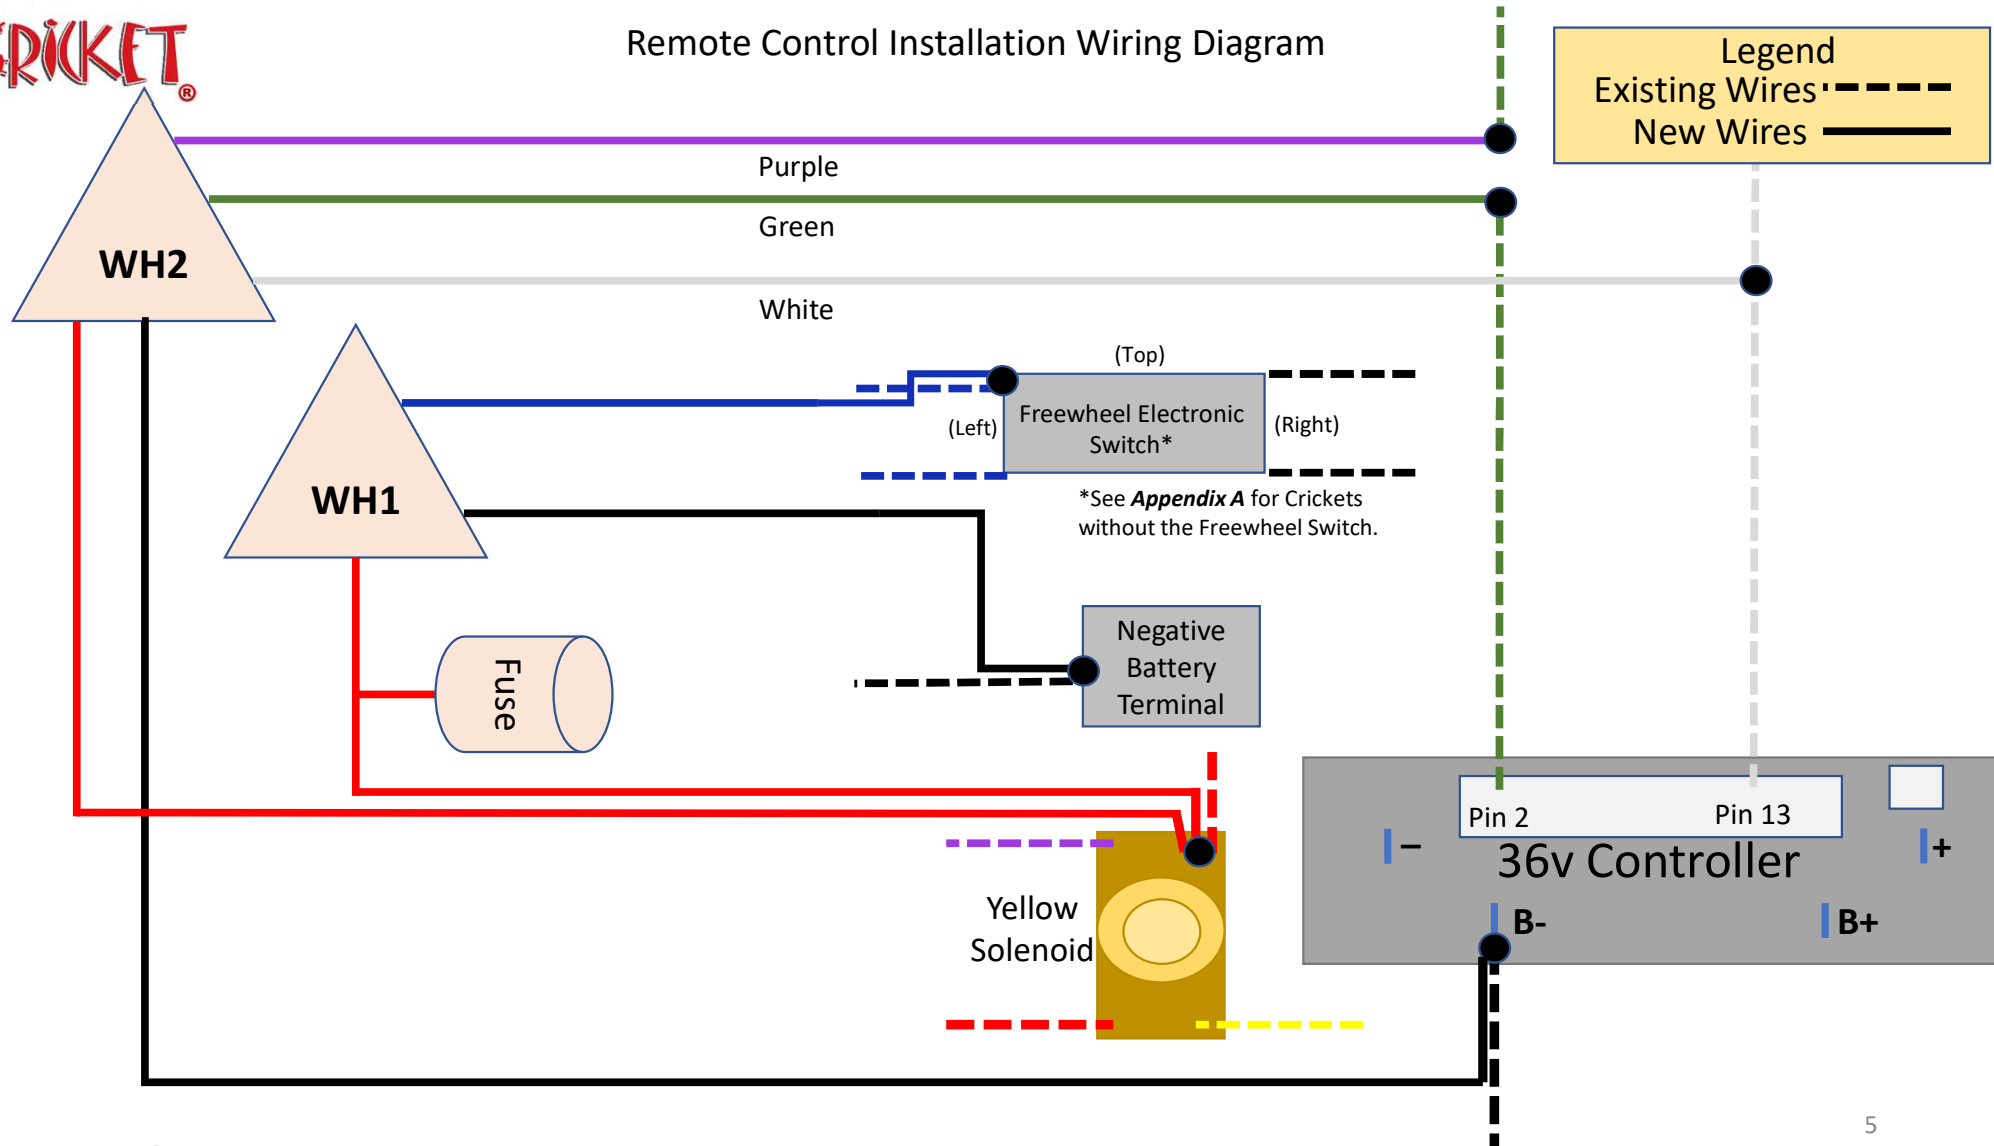 CRICKET®
Remote Control Installation Wiring Diagram
Legend
Existing Wires
New Wires
Purple
Green
WH2
White
(Top)
Freewheel Electronic
Switch*
(Left)
(Right)
WH1
*See Appendix A for Crickets
without the Freewheel Switch.
Negative
Battery
Terminal
Fuse
Pin 2
Pin 13
– +
36v Controller
Yellow
Solenoid
B-
B+
5